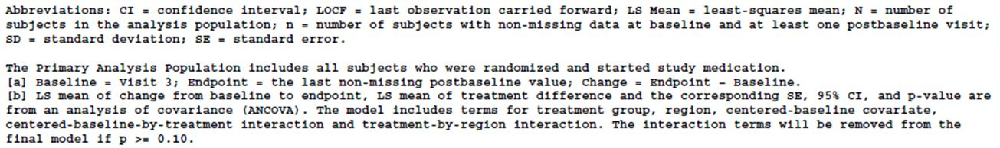 Abbreviations: CI = confidence interval; LOCF = last observation carried forward; LS Mean = least-squares mean; N = number of
subjects in the analysis population; n = number of subjects with non-missing data at baseline and at least one postbaseline visit;
SD = standard deviation; SE = standard error.
The Primary Analysis Population includes all subjects who were randomized and started study medication.
[a] Baseline = Visit 3; Endpoint = the last non-missing postbaseline value; Change = Endpoint - Baseline.
[b] LS mean of change from baseline to endpoint, LS mean of treatment difference and the corresponding SE, 95% CI, and p-value are
from an analysis of covariance (ANCOVA). The model includes terms for treatment group, region, centered-baseline covariate,
centered-baseline-by-treatment interaction and treatment-by-region interaction. The interaction terms will be removed from the
final model if p >= 0.10.